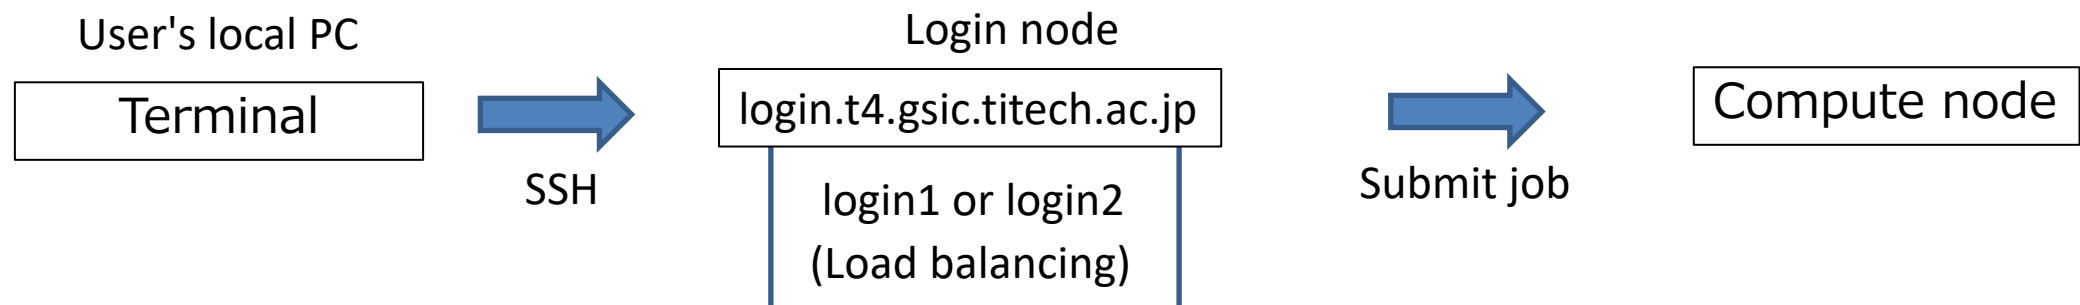 User's local PC
Terminal
SSH
Login node
login.t4.gsic.titech.ac.jp
login1 or login2
(Load balancing)
Submit job
Compute node